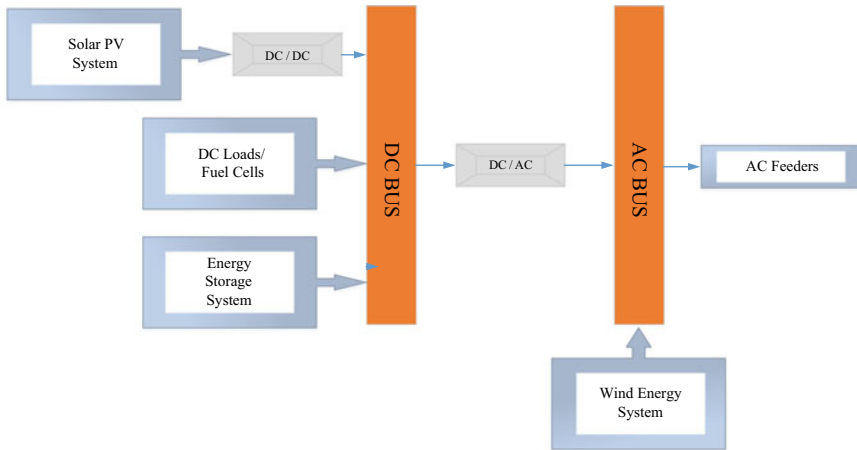 Solar PV
System
DC / DC
DC Loads/
Fuel Cells
Energy
Storage
System
DC BUS
DC / AC
AC BUS
AC Feeders
Wind Energy
System